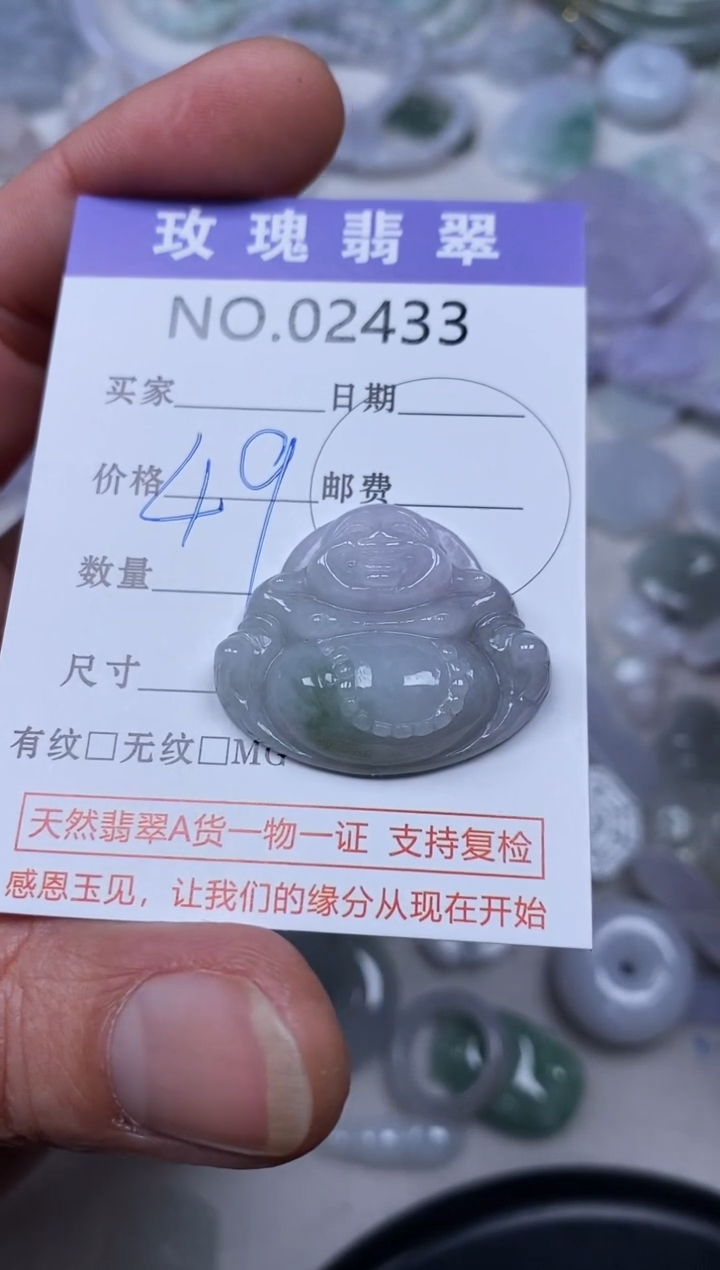 玫瑰翡翠
NO.02433
买家 日期
价格 49 邮费
数量
尺寸
有纹□无纹□MG
天然翡翠A货一物一证 支持复检
感恩玉见，让我们的缘分从现在开始